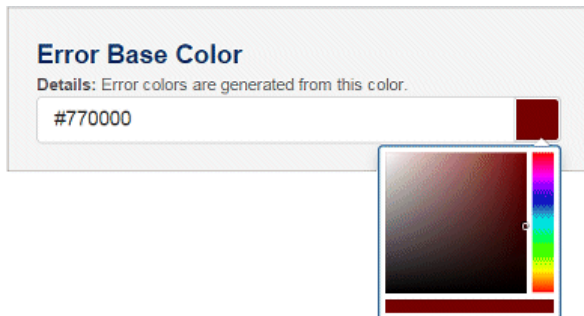 Error Base Color
Details: Error colors are generated from this color.
#770000